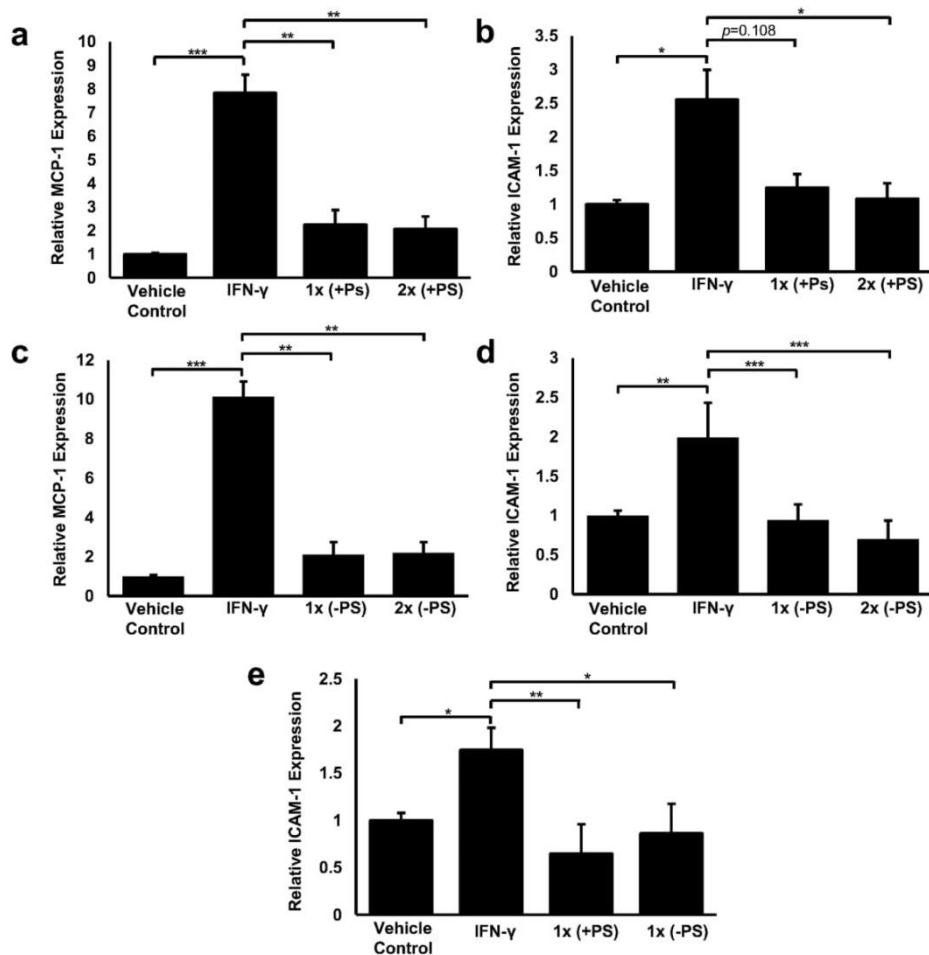 a
Relative MCP-1 Expression
10
9
8
7
6
5
4
3
2
1
0
***
**
**
Vehicle
Control
IFN-γ
1x (+Ps)
2x (+PS)
b
Relative ICAM-1 Expression
3.5
3
2.5
2
1.5
1
0.5
0
*
p=0.108
*
Vehicle
Control
IFN-γ
1x (+Ps)
2x (+PS)
c
Relative MCP-1 Expression
12
10
8
6
4
2
0
***
**
**
Vehicle
Control
IFN-γ
1x (-PS)
2x (-PS)
d
Relative ICAM-1 Expression
3
2.5
2
1.5
1
0.5
0
**
***
***
Vehicle
Control
IFN-γ
1x (-PS)
2x (-PS)
e
Relative ICAM-1 Expression
2.5
2
1.5
1
0.5
0
*
**
*
Vehicle
Control
IFN-γ
1x (+PS)
1x (-PS)